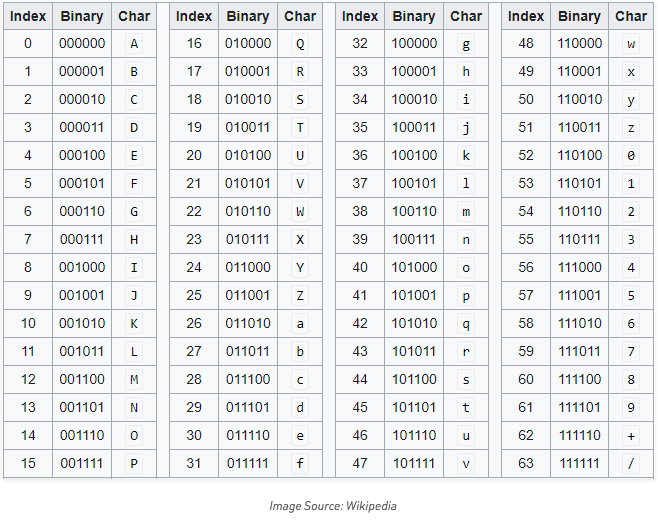 Index Binary Char Index Binary Char Index Binary Char Index Binary Char
0 000000 A 16 010000 Q 32 100000 g 48 110000 w
1 000001 B 17 010001 R 33 100001 h 49 110001 x
2 000010 C 18 010010 S 34 100010 i 50 110010 y
3 000011 D 19 010011 T 35 100011 j 51 110011 z
4 000100 E 20 010100 U 36 100100 k 52 110100 0
5 000101 F 21 010101 V 37 100101 l 53 110101 1
6 000110 G 22 010110 W 38 100110 m 54 110110 2
7 000111 H 23 010111 X 39 100111 n 55 110111 3
8 001000 I 24 011000 Y 40 101000 o 56 111000 4
9 001001 J 25 011001 Z 41 101001 p 57 111001 5
10 001010 K 26 011010 a 42 101010 q 58 111010 6
11 001011 L 27 011011 b 43 101011 r 59 111011 7
12 001100 M 28 011100 c 44 101100 s 60 111100 8
13 001101 N 29 011101 d 45 101101 t 61 111101 9
14 001110 O 30 011110 e 46 101110 u 62 111110 +
15 001111 P 31 011111 f 47 101111 v 63 111111 /
Image Source: Wikipedia